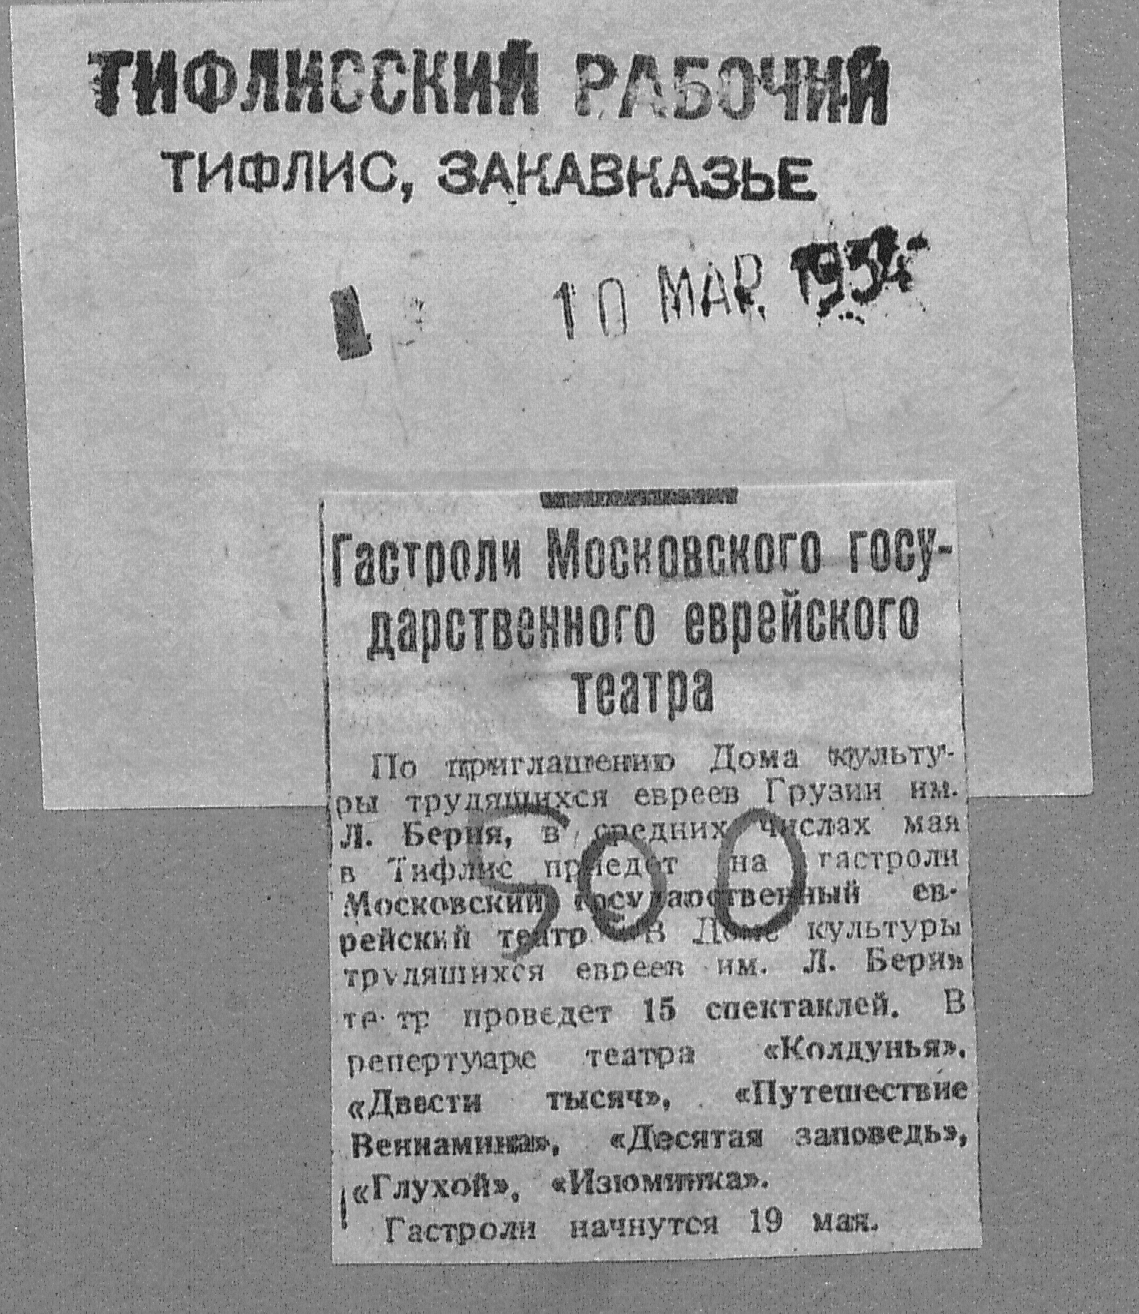 ТИФЛИССКИЙ РАБОЧИЙ
ТИФЛИС, ЗАКАВКАЗЬЕ
10 МАР. 1934
Гастроли Московского госу-
дарственного еврейского
театра
По приглашению Дома культу-
ры трудящихся евреев Грузии им.
Л. Берия, в средних числах мая
в Тифлис приедет на гастроли
Московский государственный ев-
рейский театр В Доме культуры
трудящихся евреев им. Л. Берия
театр проведет 15 спектаклей. В
репертуаре театра «Колдунья»,
«Двести тысяч», «Путешествие
Вениамина», «Десятая заповедь»,
«Глухой», «Изюминка».
Гастроли начнутся 19 мая.
500